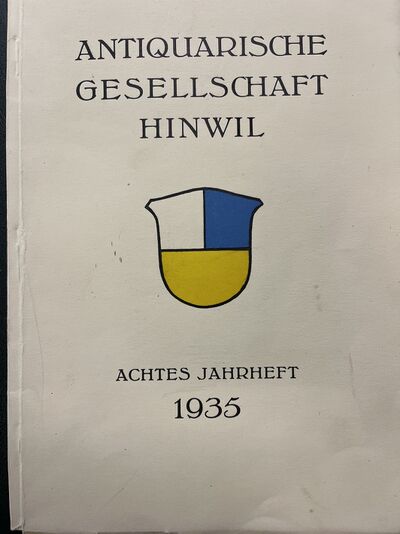 ANTIQUARISCHE
GESELLSCHAFT
HINWIL
ACHTES JAHRHEFT
1935